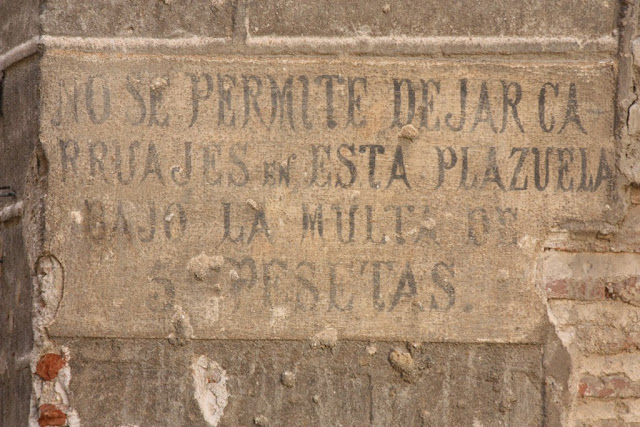 NO SE PERMITE DEJAR CA-
RRUAJES EN ESTA PLAZUELA
BAJO LA MULTA DE
5 PESETAS.